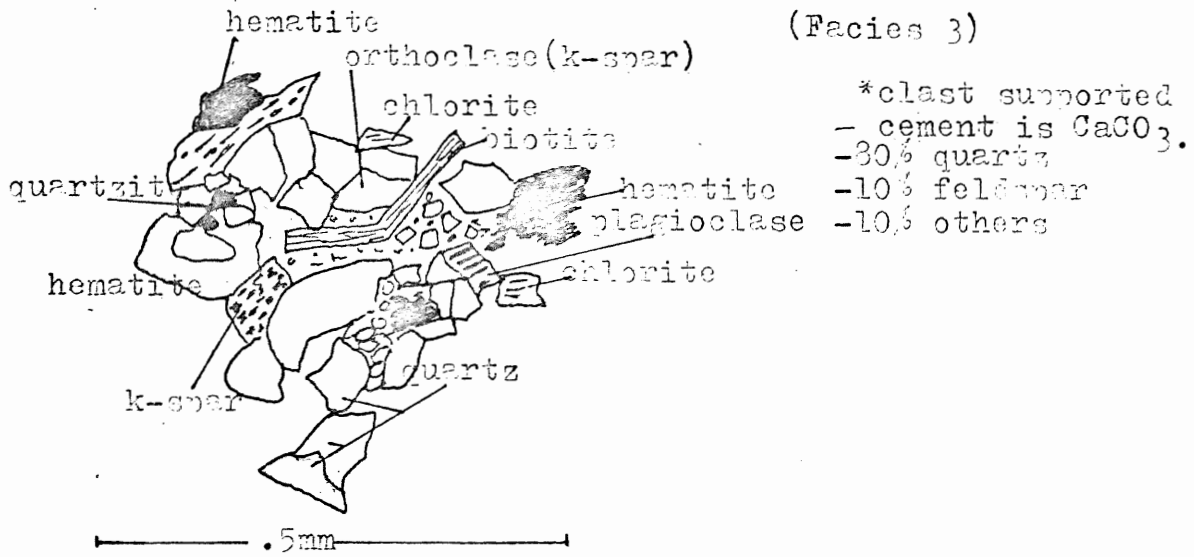 hematite
(Facies 3)
orthoclase(k-spar)
chlorite
biotite
*clast supported
- cement is CaCO3.
-80% quartz
-10% feldspar
-10% others
quartzit
hematite
plagioclase
chlorite
hematite
k-spar
quartz
.5mm